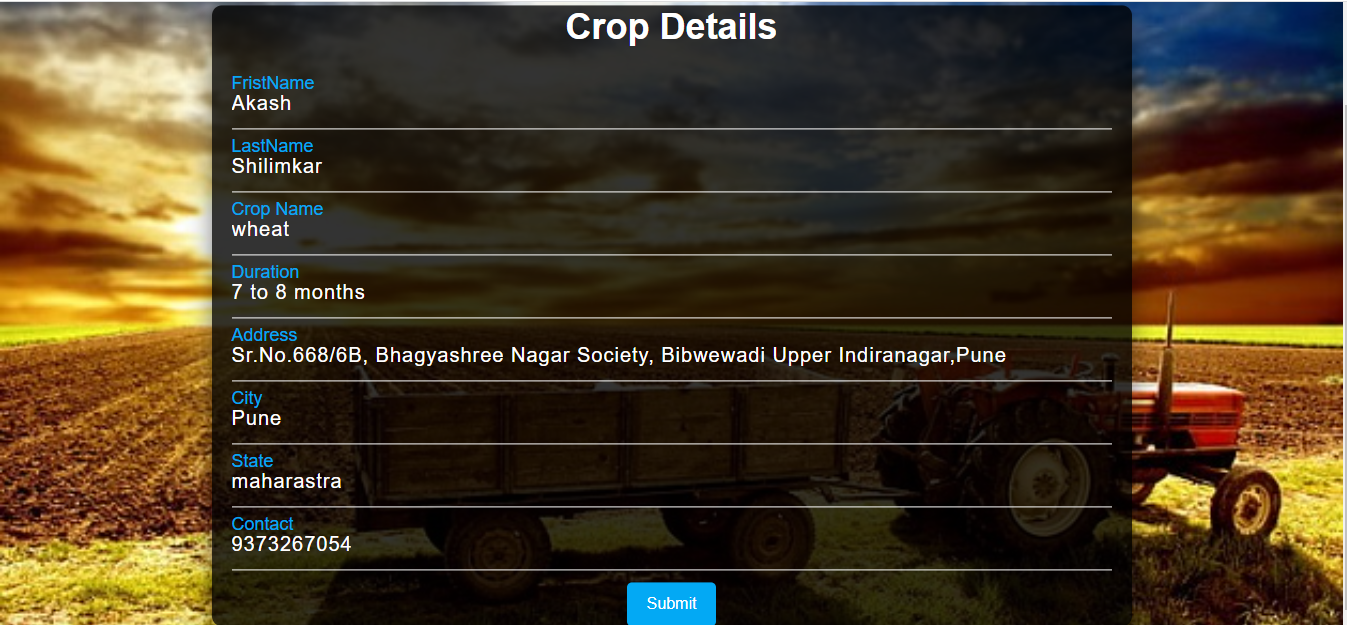 Crop Details
FristName
Akash
LastName
Shilimkar
Crop Name
wheat
Duration
7 to 8 months
Address
Sr.No.668/6B, Bhagyashree Nagar Society, Bibwewadi Upper Indiranagar,Pune
City
Pune
State
maharastra
Contact
9373267054
Submit